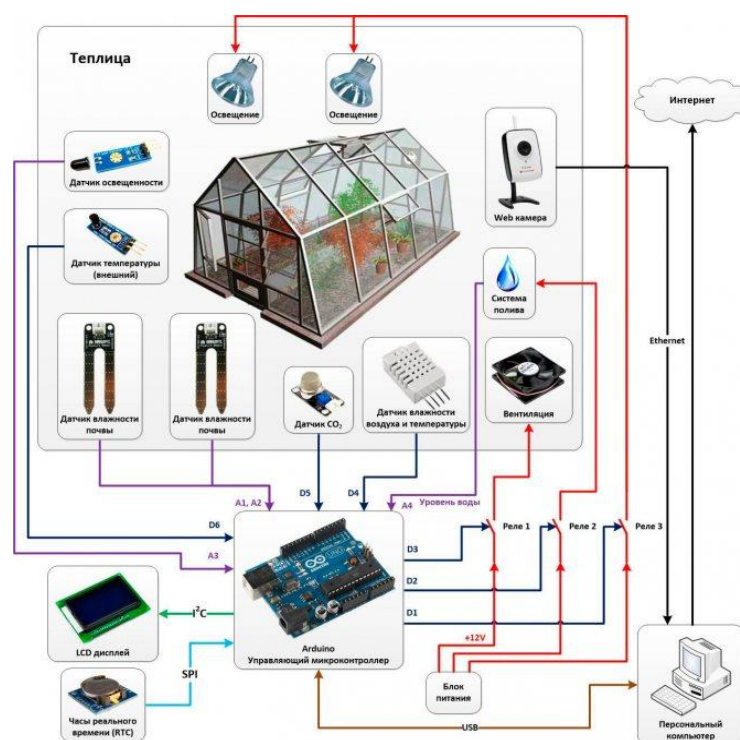 Теплица
Освещение
Освещение
Интернет
Датчик освещенности
Web камера
Датчик температуры
(внешний)
Система
полива
Ethernet
Датчик влажности
почвы
Датчик влажности
почвы
Датчик CO₂
Датчик влажности
воздуха и температуры
Вентиляция
A1, A2
D5
D4
A4
Уровень воды
D6
A3
D3
D2
D1
Реле 1
Реле 2
Реле 3
ARDUINO
UNO
I²C
LCD дисплей
Arduino
Управляющий микроконтроллер
+12V
SPI
Блок
питания
Часы реального
времени (RTC)
USB
Персональный
компьютер